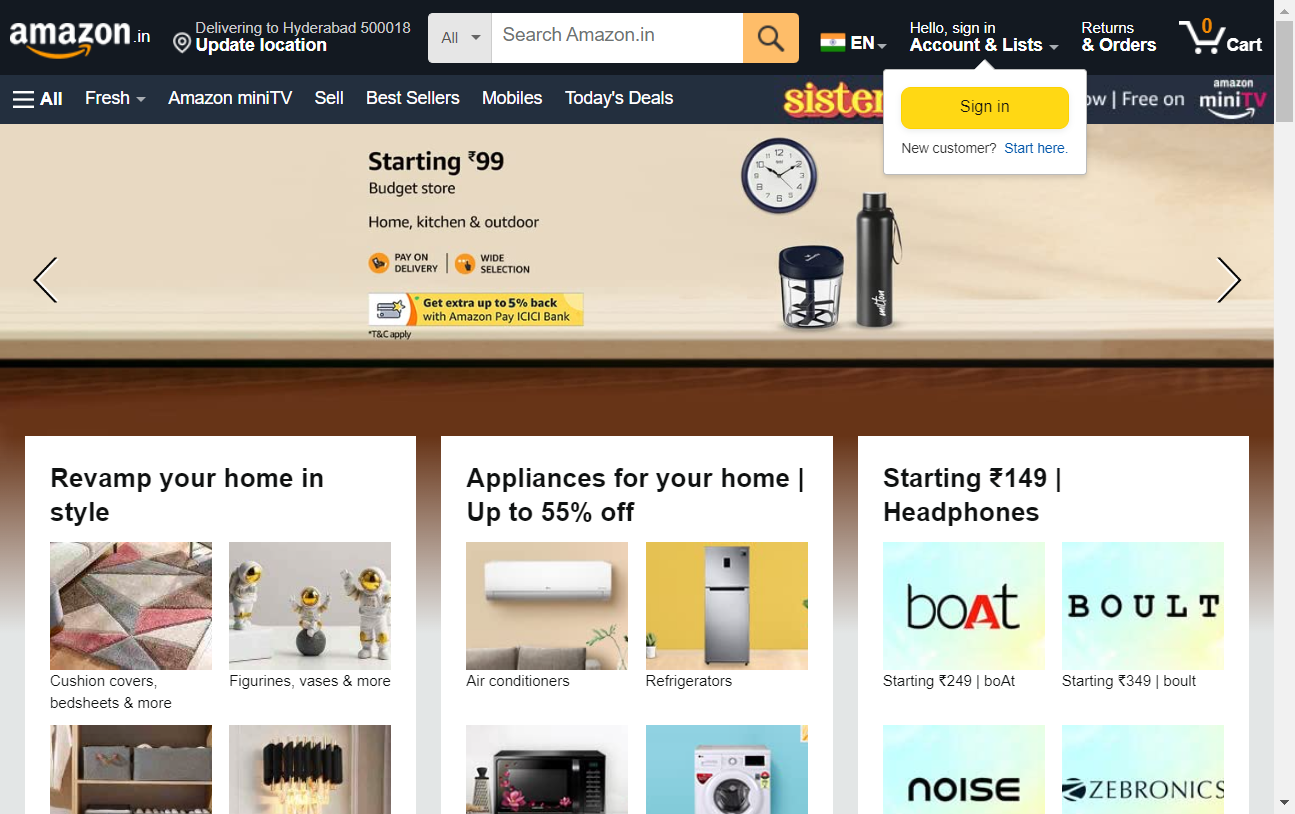 amazon.in
Delivering to Hyderabad 500018
Update location
All
Search Amazon.in
EN
Hello, sign in
Account & Lists
Returns
& Orders
0
Cart
All
Fresh
Amazon miniTV
Sell
Best Sellers
Mobiles
Today's Deals
sister
ow | Free on
amazon
miniTV
Sign in
New customer? Start here.
Starting ₹99
Budget store
Home, kitchen & outdoor
PAY ON
DELIVERY
WIDE
SELECTION
Get extra up to 5% back
with Amazon Pay ICICI Bank
*T&C apply
milton
Revamp your home in
style
Cushion covers,
bedsheets & more
Figurines, vases & more
Appliances for your home |
Up to 55% off
Air conditioners
Refrigerators
Starting ₹149 |
Headphones
boAt
BOULT
Starting ₹249 | boAt
Starting ₹349 | boult
noise
ZEBRONICS